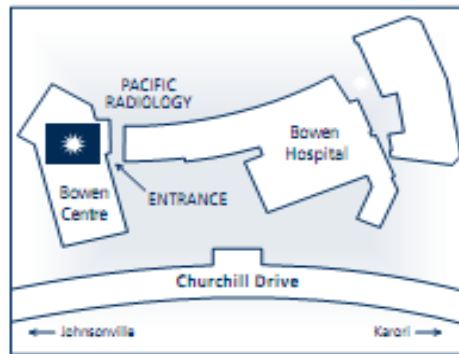 PACIFIC
RADIOLOGY
Bowen
Hospital
Bowen
Centre
ENTRANCE
Churchill Drive
Johnsonville
Karori